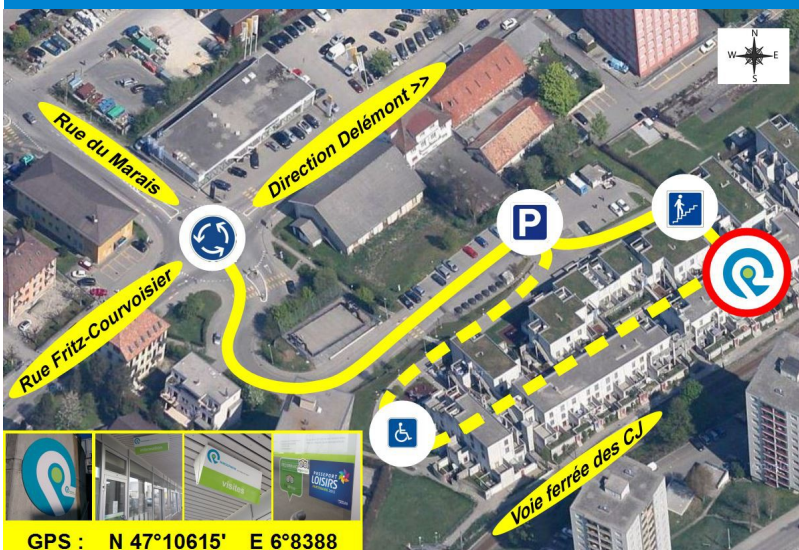 N
W E
S
Rue du Marais
Direction Delémont >>
P
Rue Fritz-Courvoisier
Voie ferrée des CJ
visites
PASSEPORT
LOISIRS
GPS : N 47°10615' E 6°8388